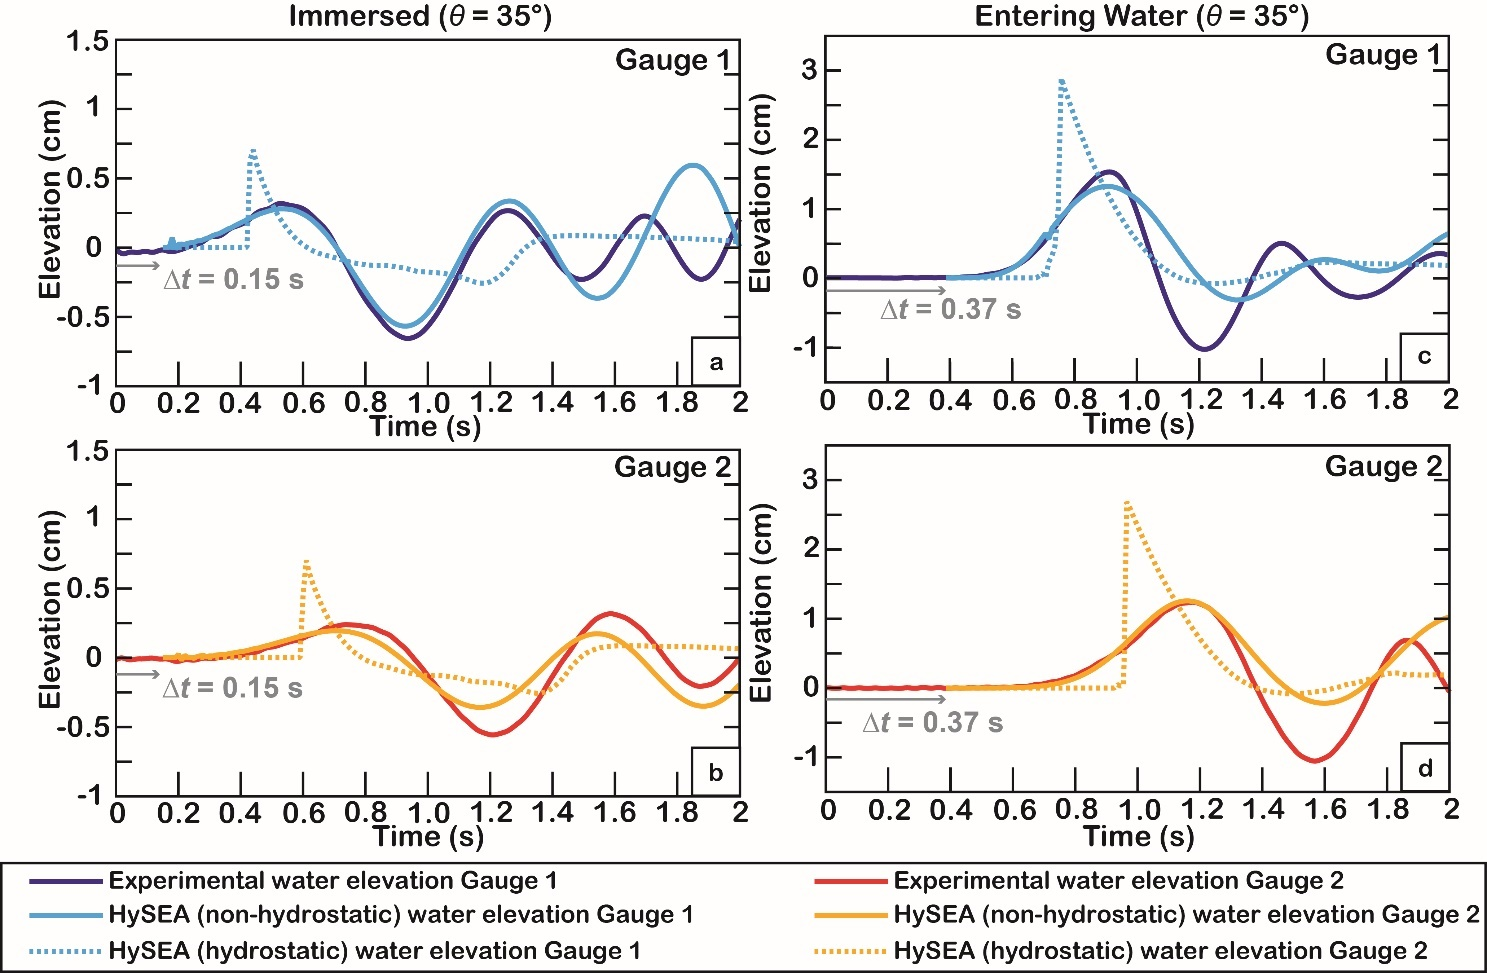 Immersed (θ = 35°)
Entering Water (θ = 35°)
1.5
1
0.5
0
-0.5
-1
Elevation (cm)
Gauge 1
Δt = 0.15 s
a
0 0.2 0.4 0.6 0.8 1.0 1.2 1.4 1.6 1.8 2
Time (s)
3
2
1
0
-1
Elevation (cm)
Gauge 1
Δt = 0.37 s
c
0 0.2 0.4 0.6 0.8 1.0 1.2 1.4 1.6 1.8 2
Time (s)
1.5
1
0.5
0
-0.5
-1
Elevation (cm)
Gauge 2
Δt = 0.15 s
b
0 0.2 0.4 0.6 0.8 1.0 1.2 1.4 1.6 1.8 2
Time (s)
3
2
1
0
-1
Elevation (cm)
Gauge 2
Δt = 0.37 s
d
0 0.2 0.4 0.6 0.8 1.0 1.2 1.4 1.6 1.8 2
Time (s)
Experimental water elevation Gauge 1
HySEA (non-hydrostatic) water elevation Gauge 1
HySEA (hydrostatic) water elevation Gauge 1
Experimental water elevation Gauge 2
HySEA (non-hydrostatic) water elevation Gauge 2
HySEA (hydrostatic) water elevation Gauge 2